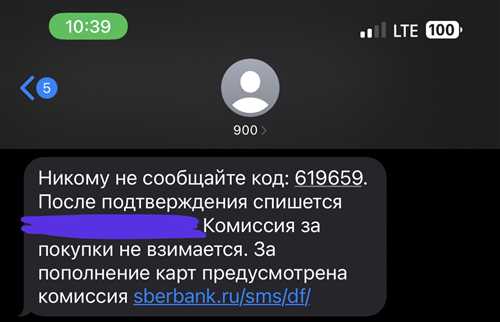 10:39
LTE 100
5
900
Никому не сообщайте код: 619659.
После подтверждения спишется
Комиссия за
покупки не взимается. За
пополнение карт предусмотрена
комиссия sberbank.ru/sms/df/